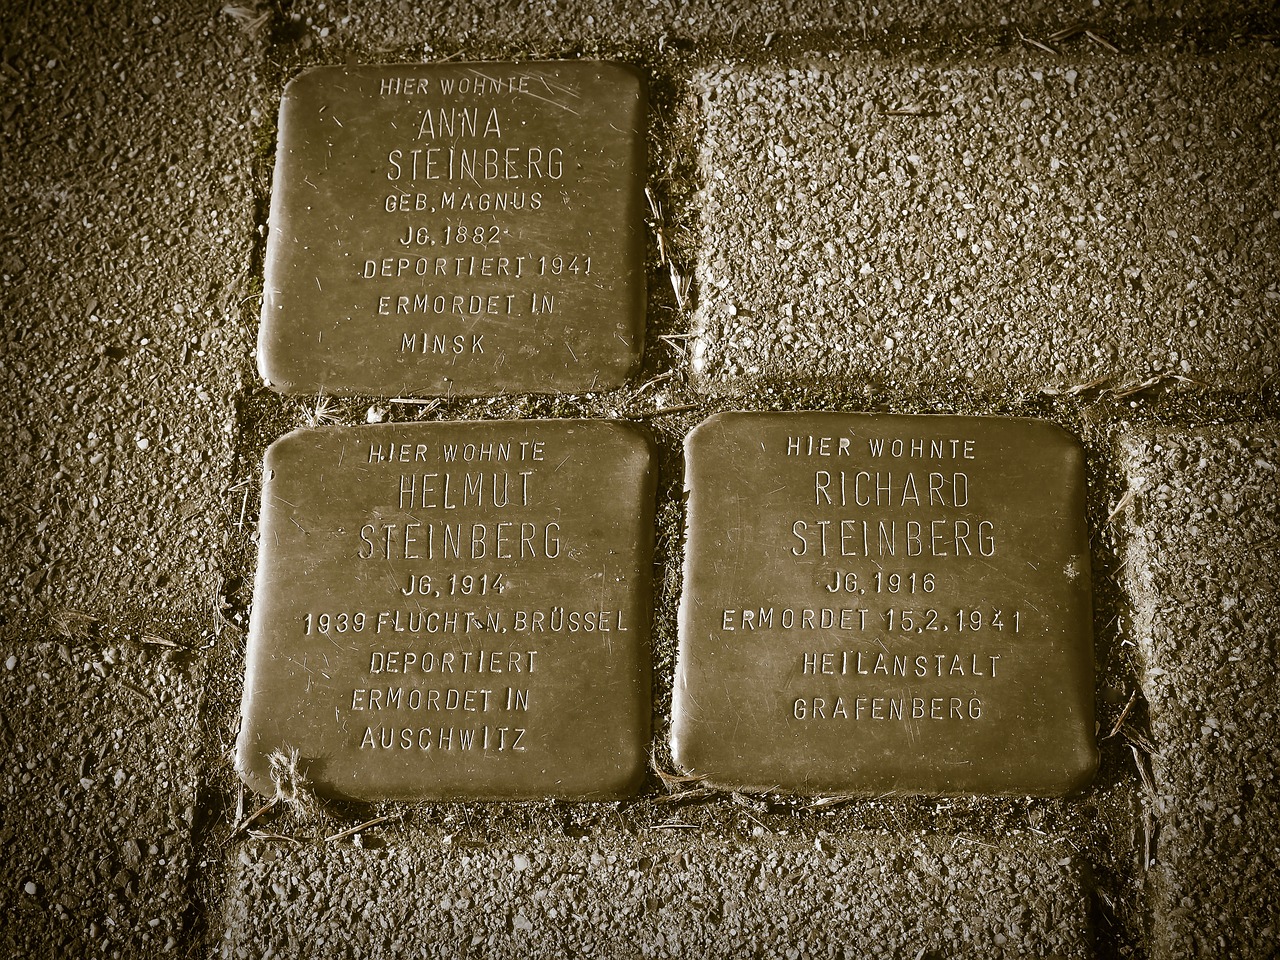 HIER WOHNTE
ANNA
STEINBERG
GEB. MAGNUS
JG. 1882
DEPORTIERT 1941
ERMORDET IN
MINSK
HIER WOHNTE
HELMUT
STEINBERG
JG. 1914
1939 FLUCHT N. BRÜSSEL
DEPORTIERT
ERMORDET IN
AUSCHWITZ
HIER WOHNTE
RICHARD
STEINBERG
JG. 1916
ERMORDET 15.2.1941
HEILANSTALT
GRAFENBERG